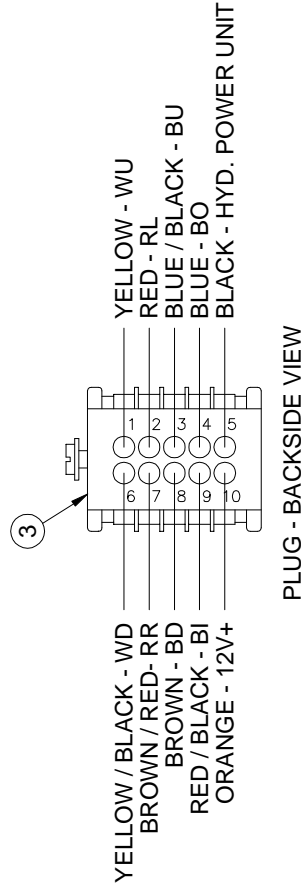 3
YELLOW / BLACK - WD
BROWN / RED- RR
BROWN - BD
RED / BLACK - BI
ORANGE - 12V+
6
7
8
9
10
1
2
3
4
5
YELLOW - WU
RED - RL
BLUE / BLACK - BU
BLUE - BO
BLACK - HYD. POWER UNIT
PLUG - BACKSIDE VIEW